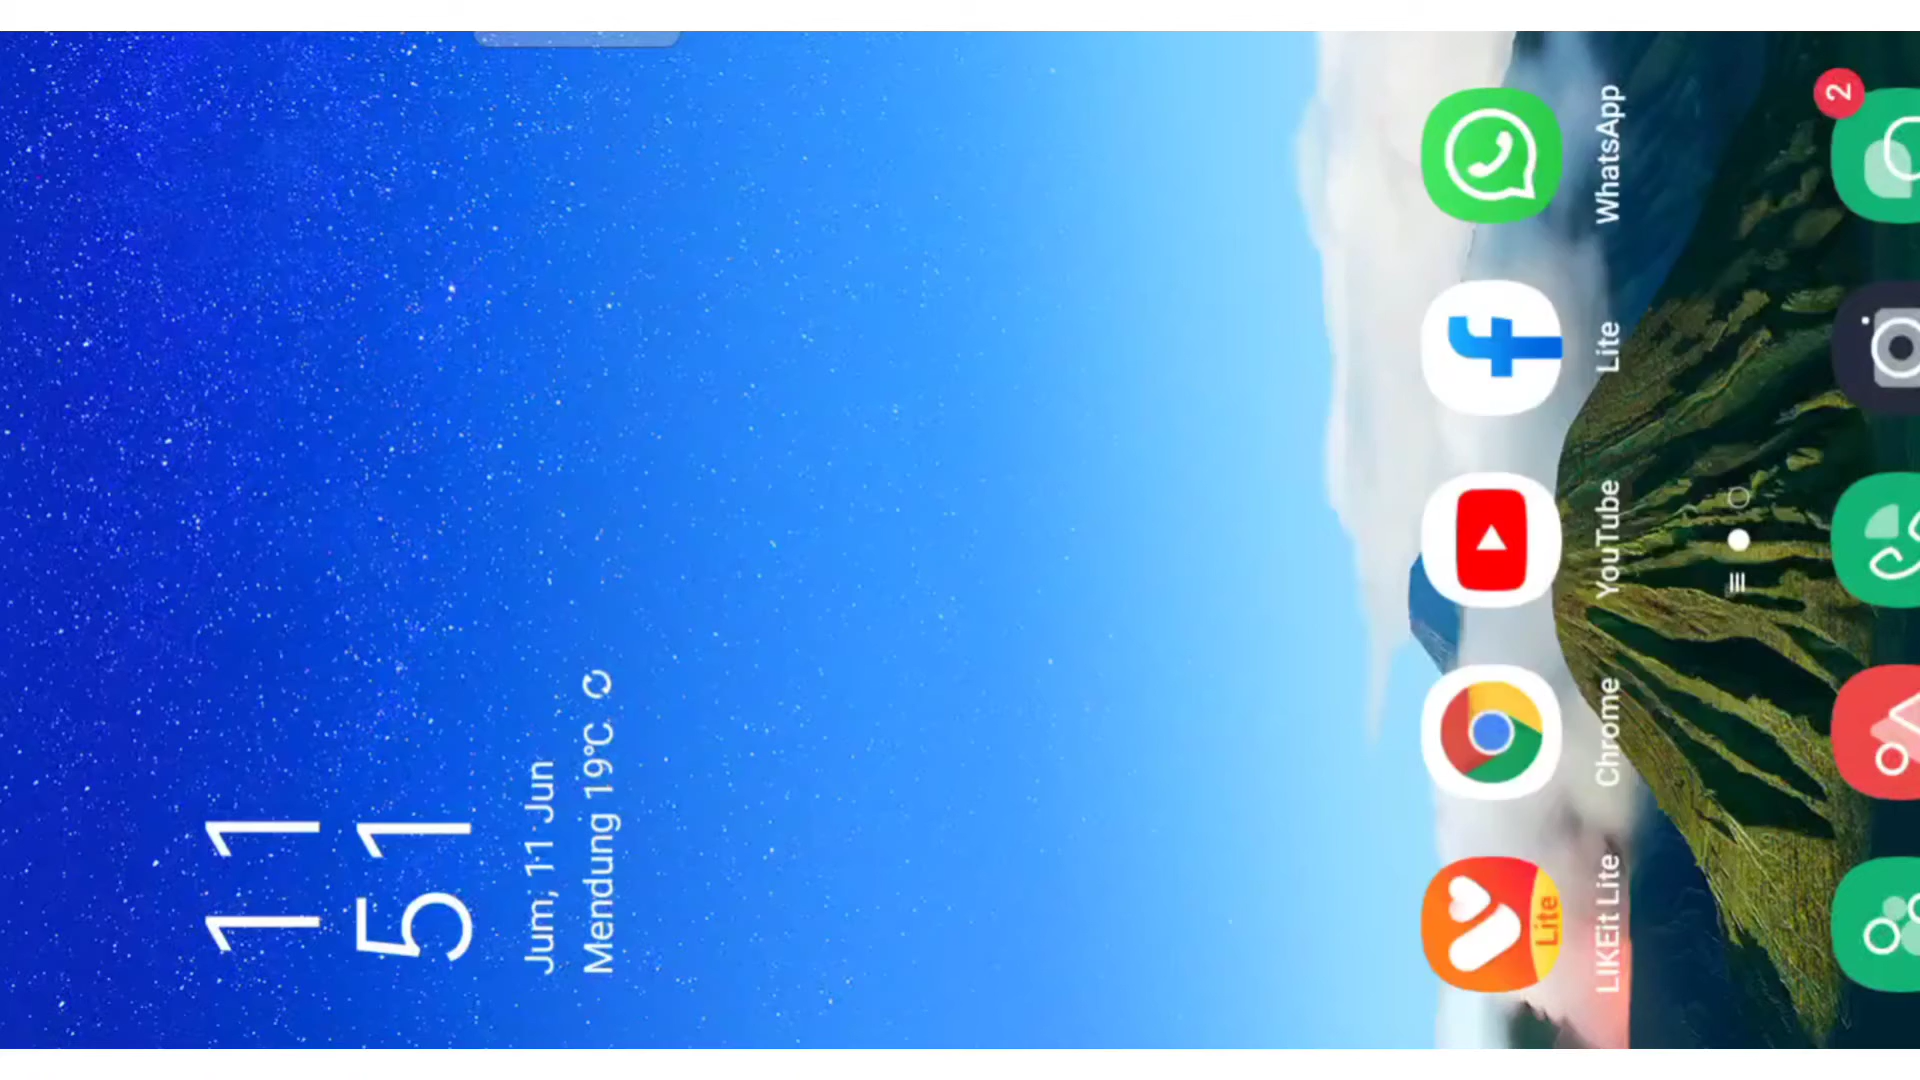 11
51
Jum, 11 Jun
Mendung 19°C
Lite
LIKEit Lite
Chrome
YouTube
Lite
WhatsApp
2